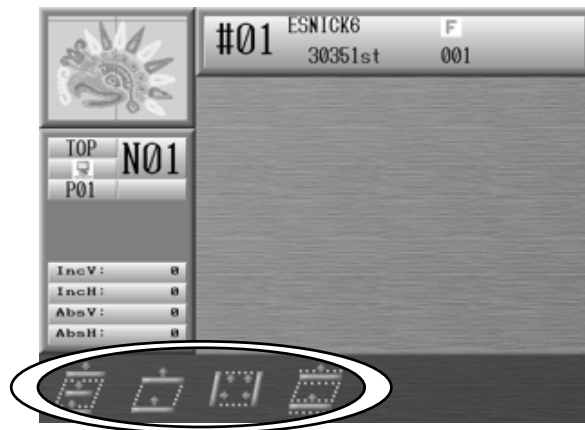 #01 ESNICK6 F
30351st 001
TOP N01
P01
IncV: 0
IncH: 0
AbsV: 0
AbsH: 0